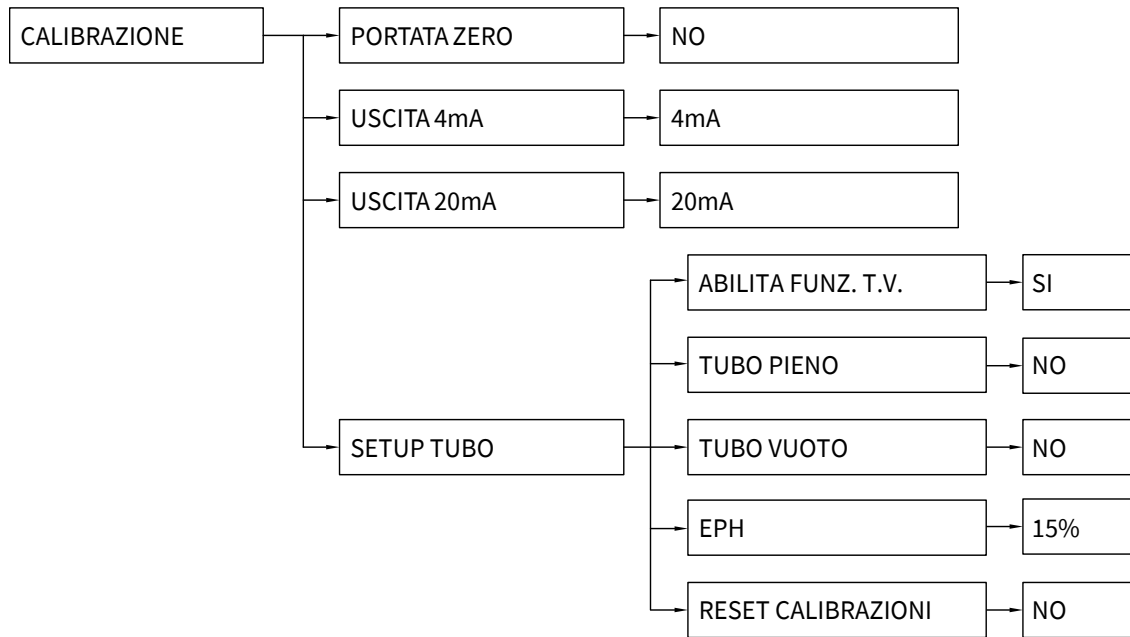 CALIBRAZIONE
PORTATA ZERO
NO
USCITA 4mA
4mA
USCITA 20mA
20mA
ABILITA FUNZ. T.V.
SI
TUBO PIENO
NO
SETUP TUBO
TUBO VUOTO
NO
EPH
15%
RESET CALIBRAZIONI
NO